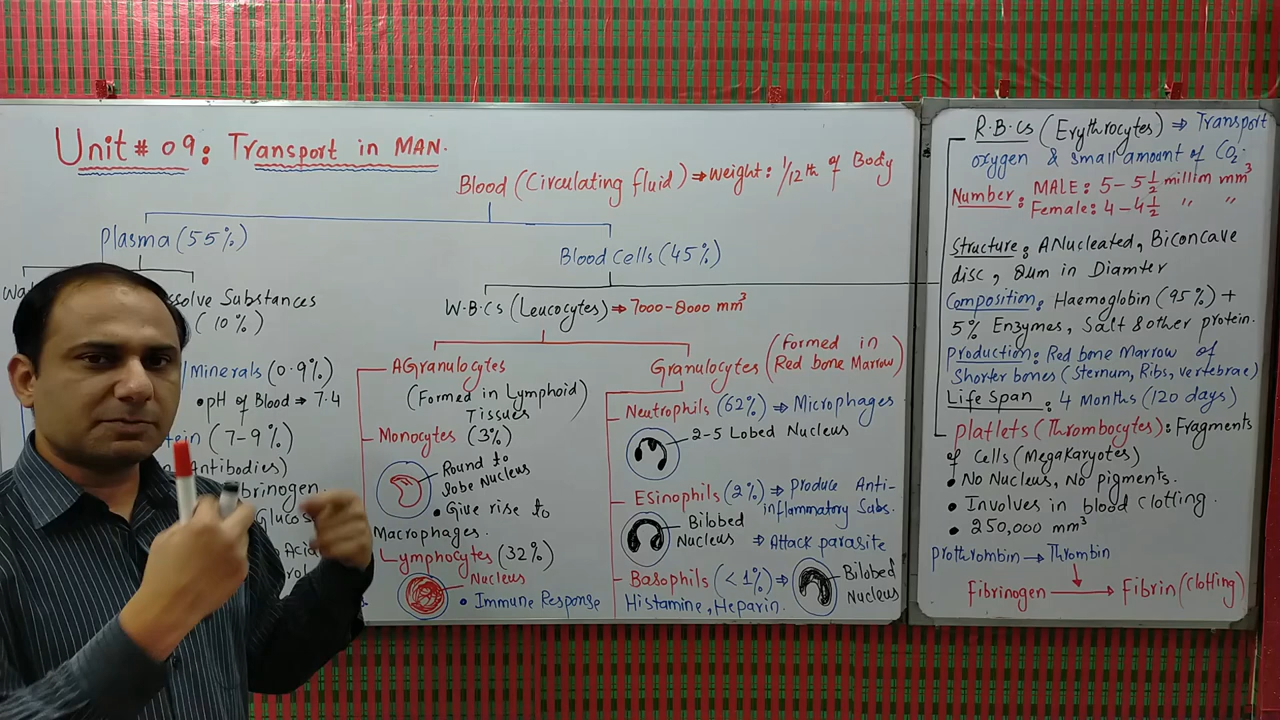 Unit # 09: Transport in MAN.
Blood (Circulating fluid) ⇒ weight: 1/12th of Body
Plasma (55%)
Blood Cells (45%)
ssolve Substances
(10%)
Minerals (0.9%)
•pH of Blood ⇒ 7.4
(7-9%)
Antibodies)
W.B.Cs (Leucocytes) ⇒ 7000-8000 mm³
AGranulocytes
(Formed in Lymphoid)
Tissues
Monocytes (3%)
Round to
lobe Nucleus
• Give rise to
Macrophages.
Lymphocytes (32%)
Nucleus
• Immune Response
Granulocytes (Formed in
Red bone Marrow)
Neutrophils (62%) ⇒ Microphages
2-5 Lobed Nucleus
Esinophils (2%) ⇒ Produce Anti-
inflammatory Subs.
Bilobed
Nucleus ⇒ Attack parasite
Basophils (<1%) ⇒
Histamine, Heparin.
Bilobed
Nucleus
R.B.Cs (Erythrocytes) ⇒ Transport
oxygen & small amount of CO₂.
Number: MALE: 5 - 5 1/2 millim mm³
Female: 4 - 4 1/2 " "
Structure: ANucleated, Biconcave
disc, 8um in Diamter
Composition: Haemoglobin (95%) +
5% Enzymes, Salt & other protein.
Production: Red bone Marrow of
Shorter bones (Sternum, Ribs, vertebrae)
Life Span: 4 months (120 days)
platlets (Thrombocytes): Fragments
of Cells (Megakaryotes)
• No Nucleus, No pigments.
• Involves in blood clotting.
• 250,000 mm³
prothrombin → Thrombin
Fibrinogen → Fibrin (clotting)